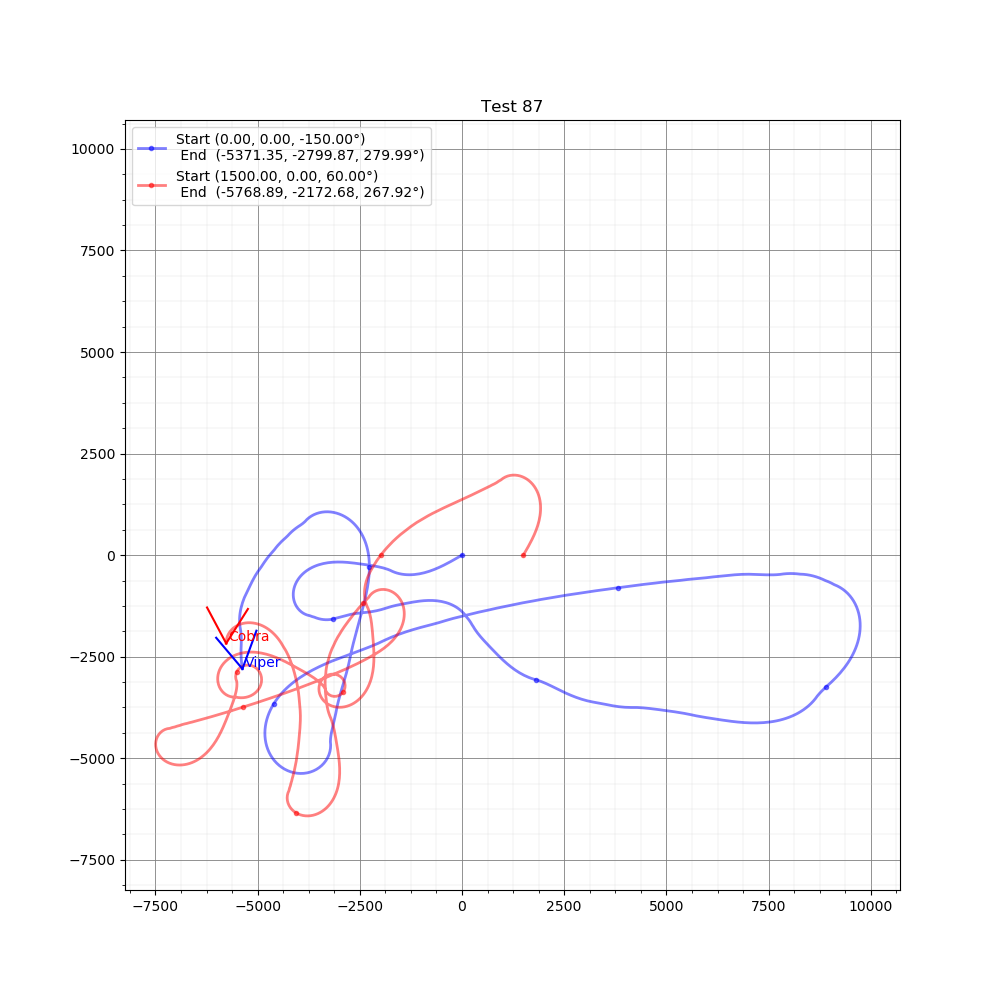 Test 87
Start (0.00, 0.00, -150.00°)
End  (-5371.35, -2799.87, 279.99°)
Start (1500.00, 0.00, 60.00°)
End  (-5768.89, -2172.68, 267.92°)
10000
7500
5000
2500
0
−2500
−5000
−7500
Cobra
Viper
−7500 −5000 −2500 0 2500 5000 7500 10000